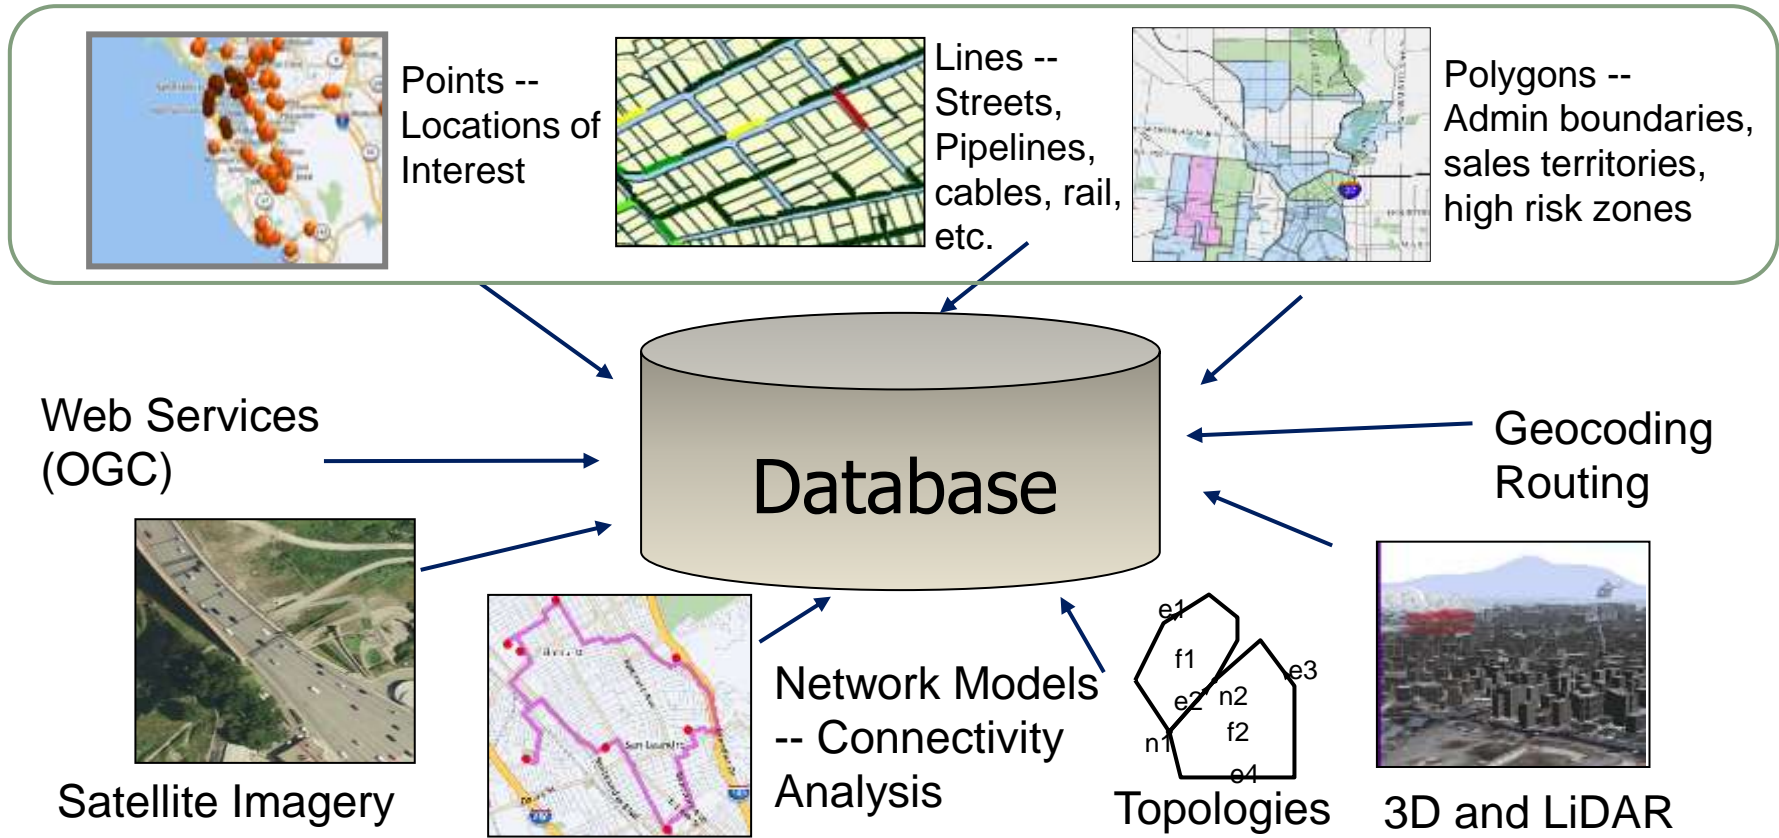 Points --
Locations of
Interest
Lines --
Streets,
Pipelines,
cables, rail,
etc.
Polygons --
Admin boundaries,
sales territories,
high risk zones
Web Services
(OGC)
Database
Geocoding
Routing
Satellite Imagery
San Leandro
Network Models
-- Connectivity
Analysis
e1
f1
e2
n2
e3
n1
f2
e4
Topologies
3D and LiDAR